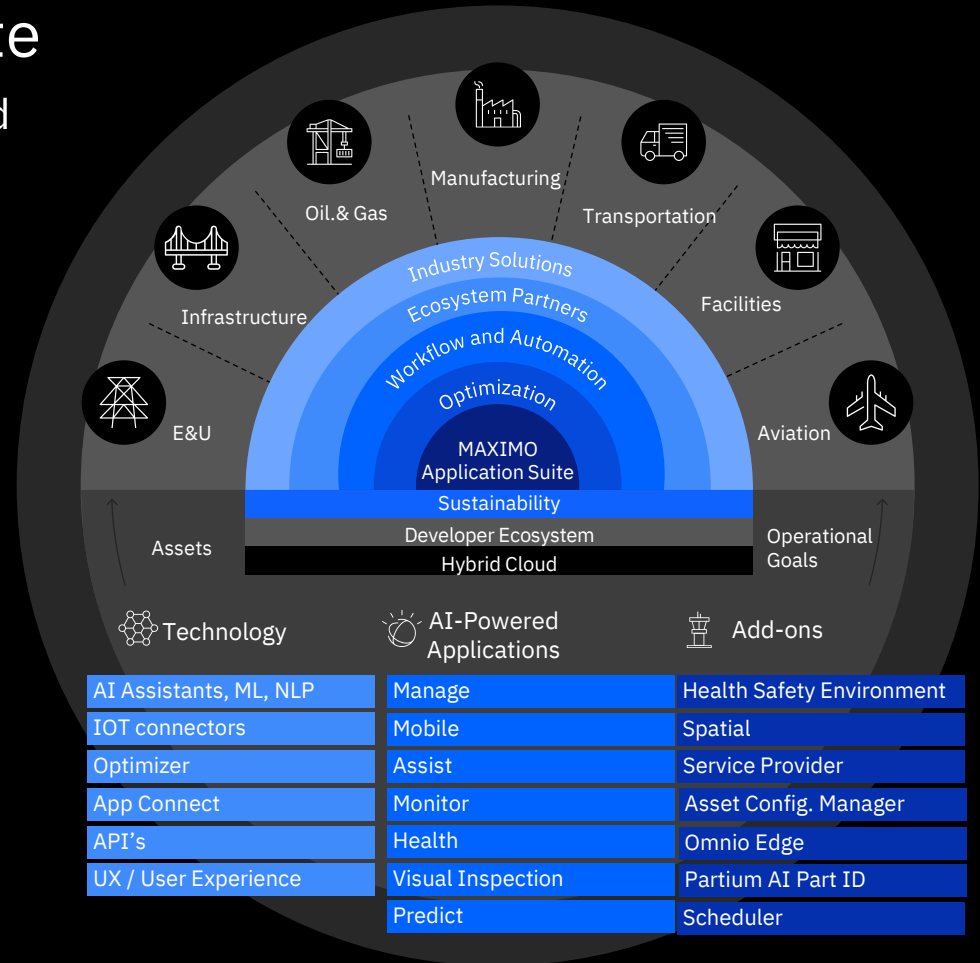 te
d
Manufacturing
Oil.& Gas
Transportation
Infrastructure
Facilities
E&U
Aviation
Industry Solutions
Ecosystem Partners
Workflow and Automation
Optimization
MAXIMO
Application Suite
Sustainability
Developer Ecosystem
Hybrid Cloud
Assets
Operational
Goals
Technology
AI Assistants, ML, NLP
IOT connectors
Optimizer
App Connect
API’s
UX / User Experience
AI-Powered
Applications
Manage
Mobile
Assist
Monitor
Health
Visual Inspection
Predict
Add-ons
Health Safety Environment
Spatial
Service Provider
Asset Config. Manager
Omnio Edge
Partium AI Part ID
Scheduler